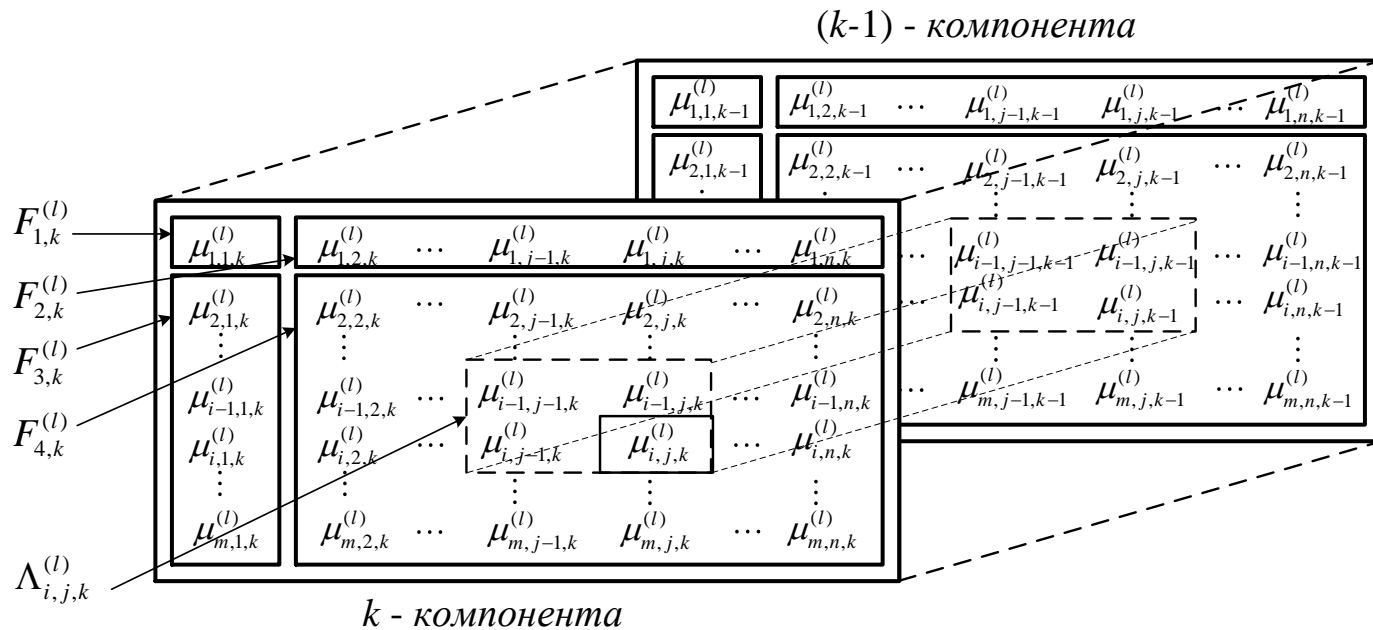 (k-1) - компонента
μ^{(l)}_{1,1,k−1} μ^{(l)}_{1,2,k−1} ⋯ μ^{(l)}_{1,j−1,k−1} μ^{(l)}_{1,j,k−1} ⋯ μ^{(l)}_{1,n,k−1}
μ^{(l)}_{2,1,k−1} μ^{(l)}_{2,2,k−1} ⋯ μ^{(l)}_{2,j−1,k−1} μ^{(l)}_{2,j,k−1} ⋯ μ^{(l)}_{2,n,k−1}
⋯ μ^{(l)}_{i−1,j−1,k−1} μ^{(l)}_{i−1,j,k−1} ⋯ μ^{(l)}_{i−1,n,k−1}
⋯ μ^{(l)}_{i,j−1,k−1} μ^{(l)}_{i,j,k−1} ⋯ μ^{(l)}_{i,n,k−1}
⋯ μ^{(l)}_{m,j−1,k−1} μ^{(l)}_{m,j,k−1} ⋯ μ^{(l)}_{m,n,k−1}
F^{(l)}_{1,k}
F^{(l)}_{2,k}
F^{(l)}_{3,k}
F^{(l)}_{4,k}
Λ^{(l)}_{i,j,k}
μ^{(l)}_{1,1,k} μ^{(l)}_{1,2,k} ⋯ μ^{(l)}_{1,j−1,k} μ^{(l)}_{1,j,k} ⋯ μ^{(l)}_{1,n,k}
μ^{(l)}_{2,1,k} μ^{(l)}_{2,2,k} ⋯ μ^{(l)}_{2,j−1,k} μ^{(l)}_{2,j,k} ⋯ μ^{(l)}_{2,n,k}
⋮ ⋮ ⋮ ⋮ ⋮
μ^{(l)}_{i−1,1,k} μ^{(l)}_{i−1,2,k} ⋯ μ^{(l)}_{i−1,j−1,k} μ^{(l)}_{i−1,j,k} ⋯ μ^{(l)}_{i−1,n,k}
μ^{(l)}_{i,1,k} μ^{(l)}_{i,2,k} ⋯ μ^{(l)}_{i,j−1,k} μ^{(l)}_{i,j,k} ⋯ μ^{(l)}_{i,n,k}
⋮ ⋮ ⋮ ⋮ ⋮
μ^{(l)}_{m,1,k} μ^{(l)}_{m,2,k} ⋯ μ^{(l)}_{m,j−1,k} μ^{(l)}_{m,j,k} ⋯ μ^{(l)}_{m,n,k}
k - компонента